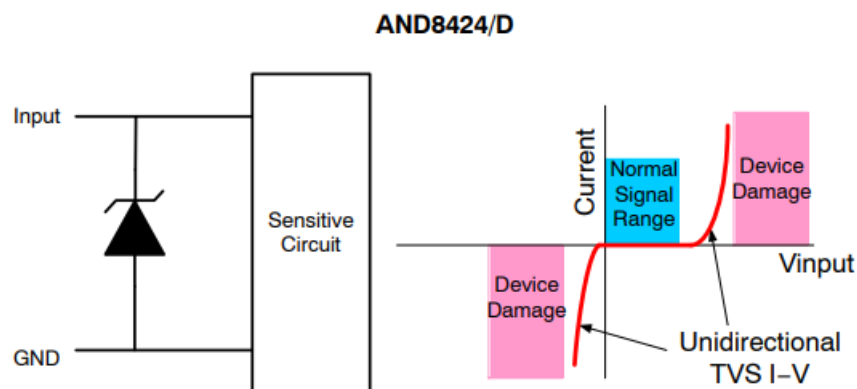 AND8424/D
Input
GND
Sensitive
Circuit
Current
Normal
Signal
Range
Device
Damage
Vinput
Device
Damage
Unidirectional
TVS I−V